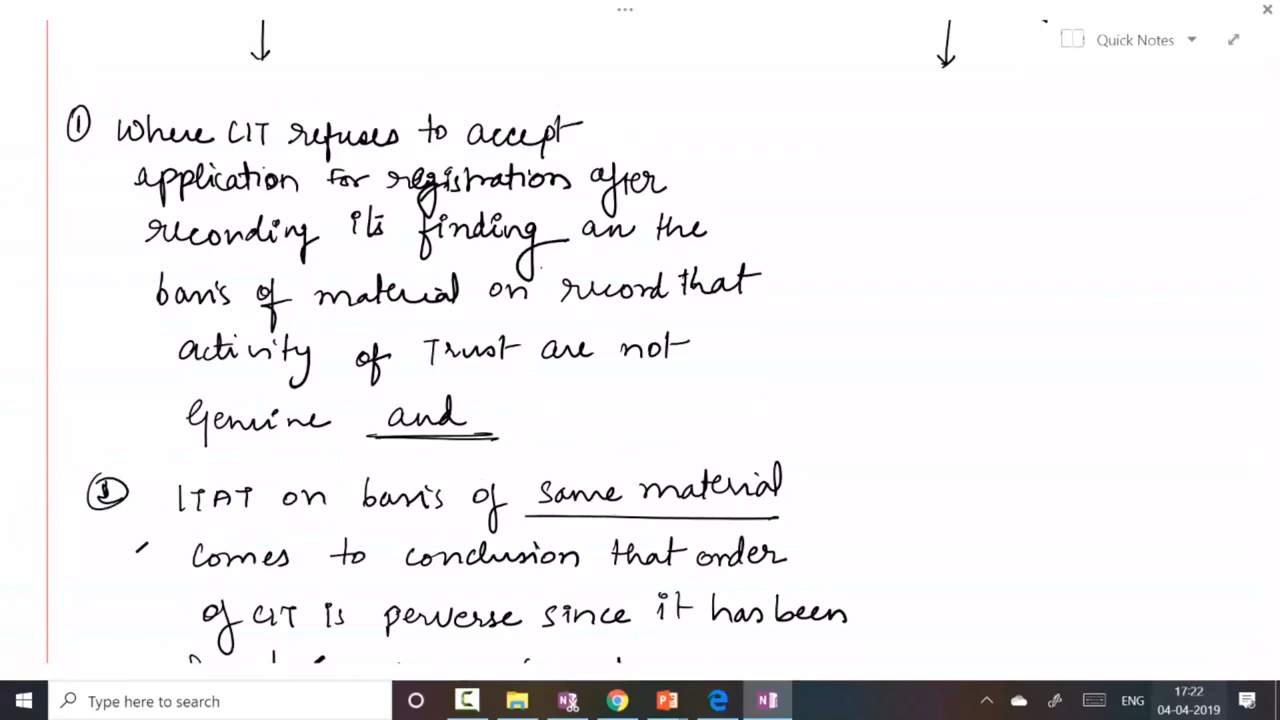 Quick Notes
① Where CIT refuses to accept
application for registration after
recording its finding on the
basis of material on record that
activity of Trust are not
Genuine and
② ITAT on basis of same material
comes to conclusion that order
of CIT is perverse since it has been
Type here to search
ENG
17:22
04-04-2019